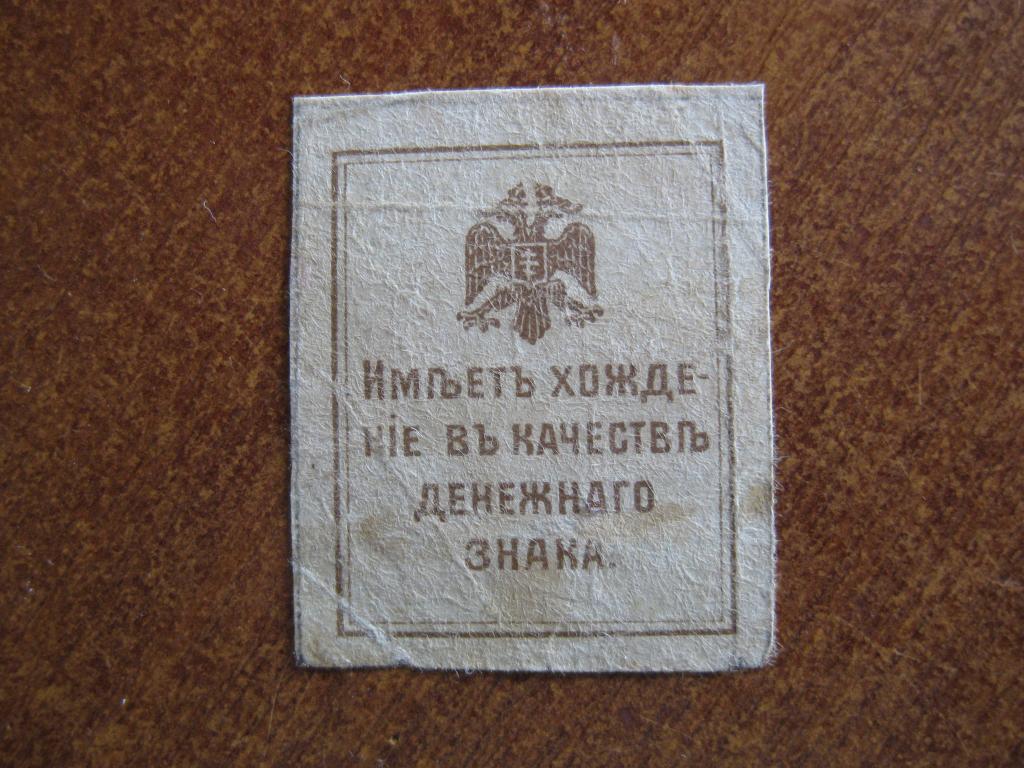 Имѣетъ хожде-
ніе въ качествѣ
денежнаго
знака.